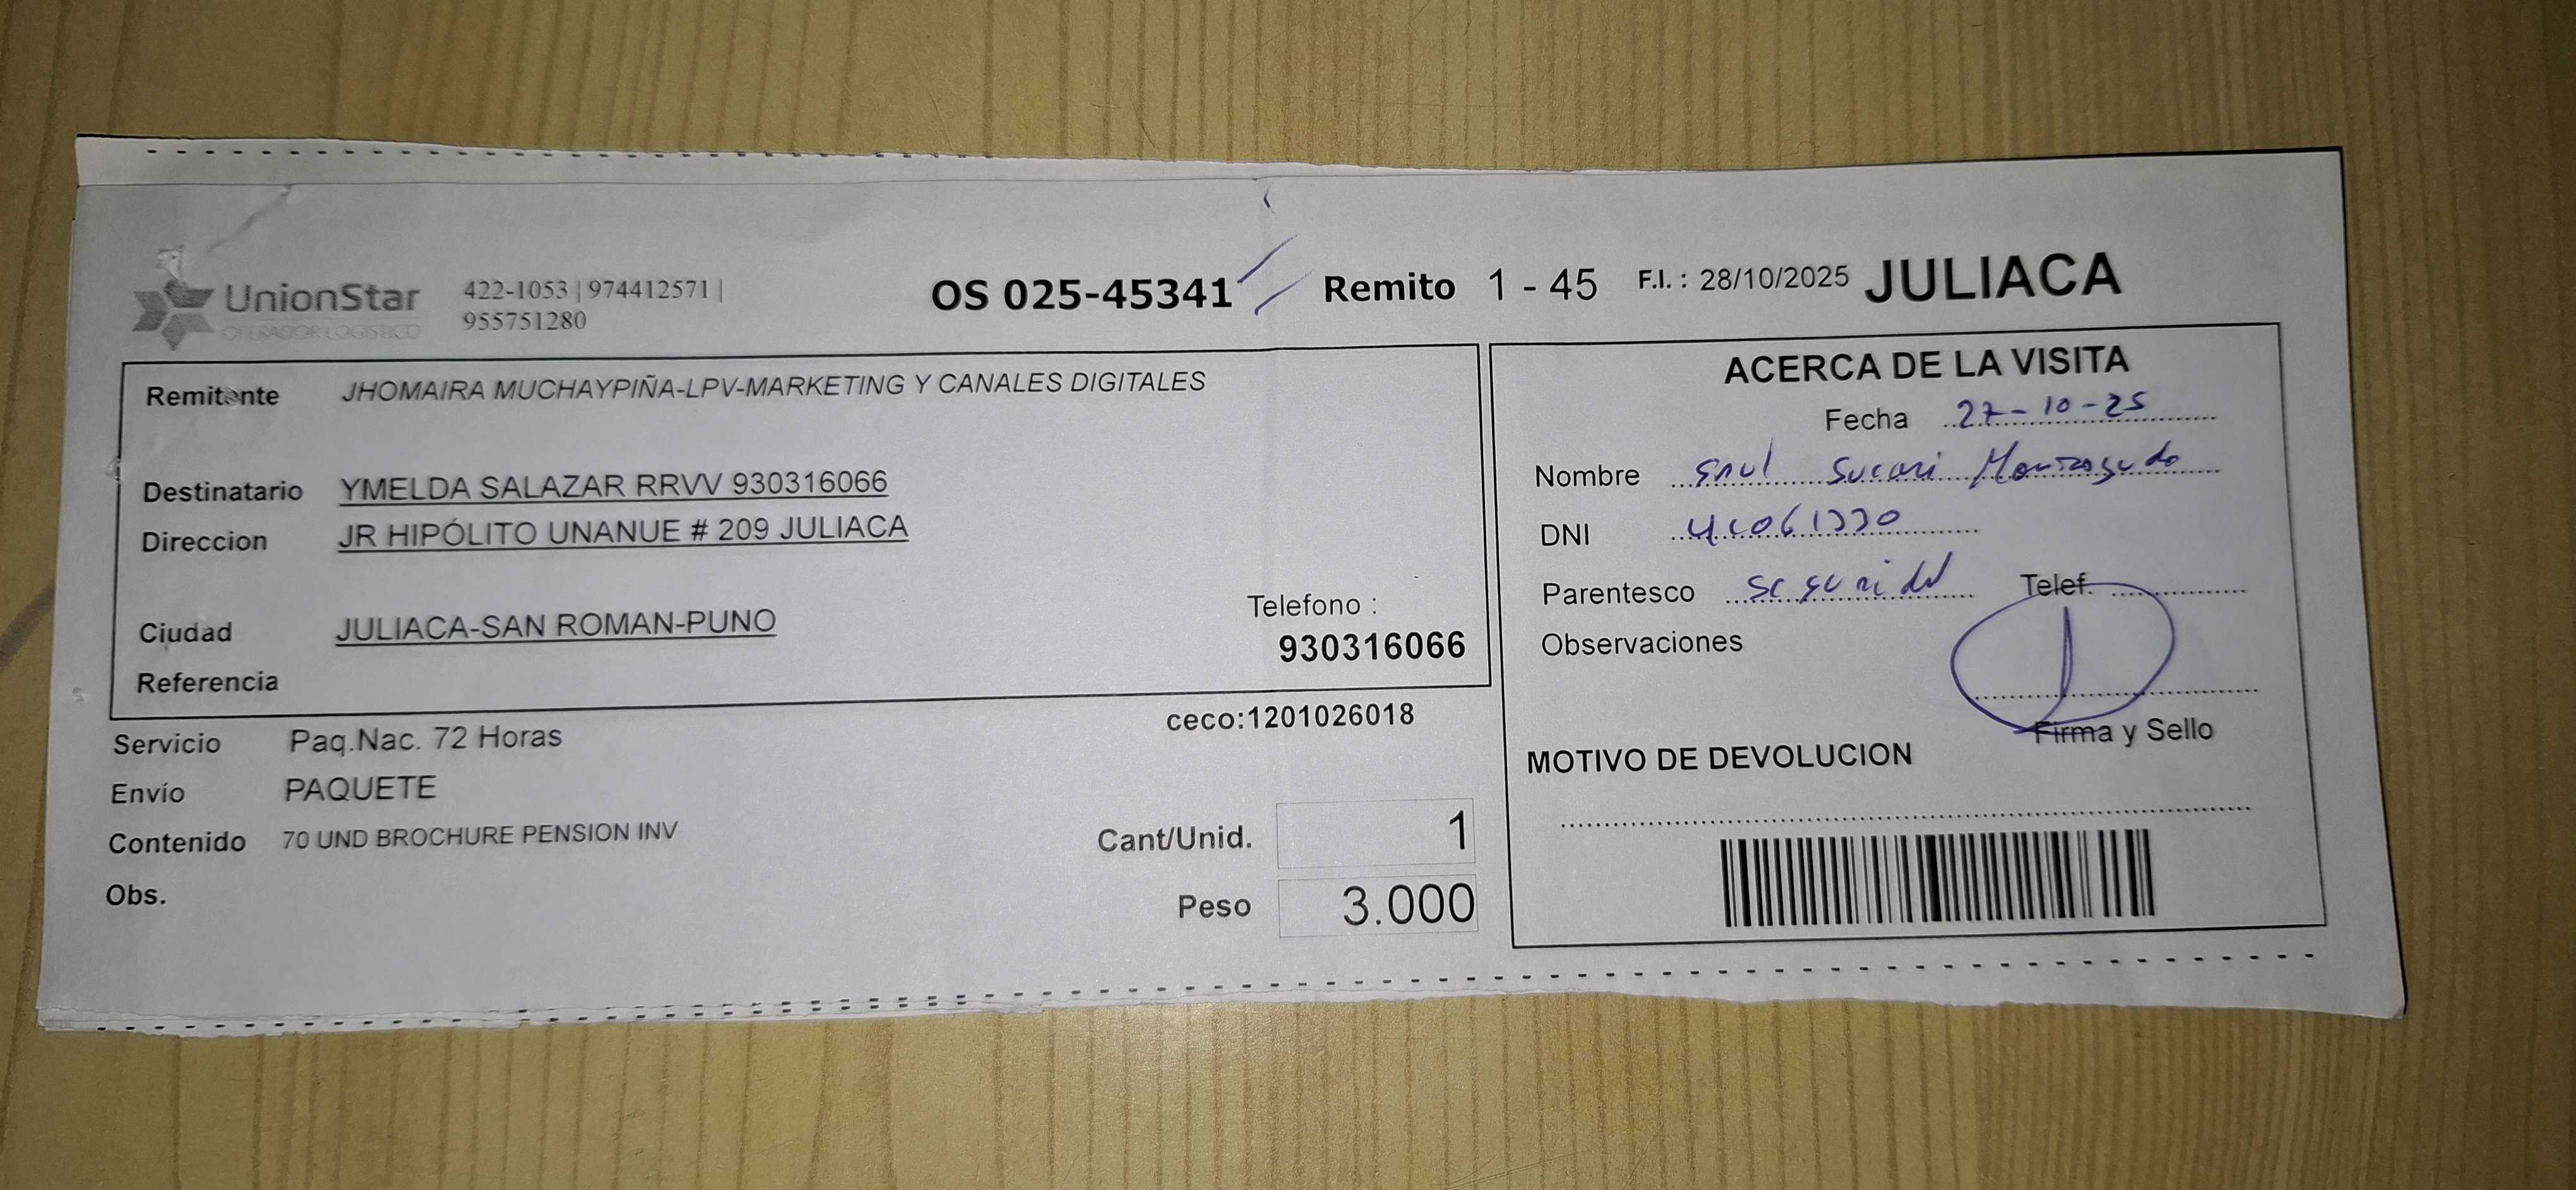 UnionStar
OPERADOR LOGISTICO
422-1053 | 974412571 |
955751280
OS 025-45341
Remito 1 - 45
F.I. : 28/10/2025
JULIACA
Remitente JHOMAIRA MUCHAYPIÑA-LPV-MARKETING Y CANALES DIGITALES
Destinatario YMELDA SALAZAR RRVV 930316066
Direccion JR HIPÓLITO UNANUE # 209 JULIACA
Ciudad JULIACA-SAN ROMAN-PUNO
Telefono :
930316066
Referencia
ceco:1201026018
Servicio Paq.Nac. 72 Horas
Envío PAQUETE
Contenido 70 UND BROCHURE PENSION INV
Obs.
Cant/Unid. 1
Peso 3.000
ACERCA DE LA VISITA
Fecha 27-10-25
Nombre Sucari
DNI
Parentesco Telef.
Observaciones
Firma y Sello
MOTIVO DE DEVOLUCION